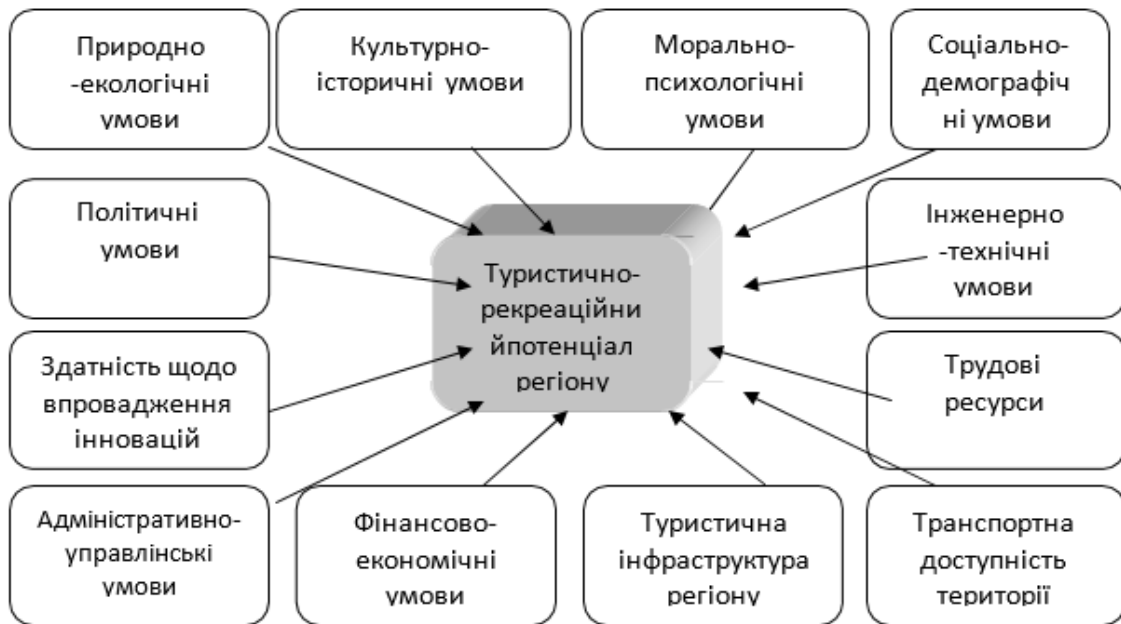 Природно
-екологічні
умови
Культурно-
історичні умови
Морально-
психологічні
умови
Соціально-
демографіч
ні умови
Політичні
умови
Туристично-
рекреаційни
йпотенціал
регіону
Інженерно
-технічні
умови
Здатність щодо
впровадження
інновацій
Трудові
ресурси
Адміністративно-
управлінські
умови
Фінансово-
економічні
умови
Туристична
інфраструктура
регіону
Транспортна
доступність
території